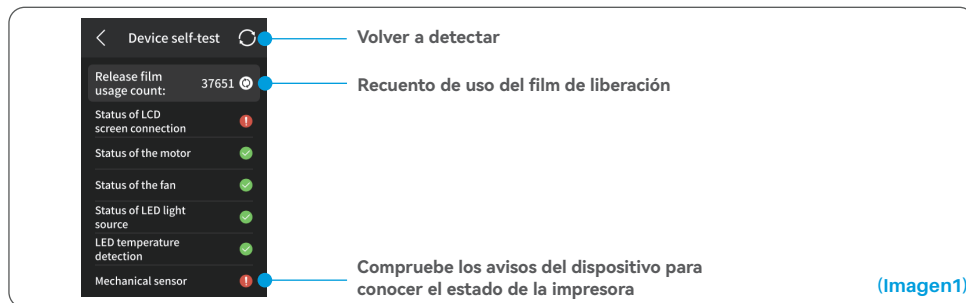 Device self-test
Volver a detectar
Release film
usage count:
37651
Recuento de uso del film de liberación
Status of LCD
screen connection
Status of the motor
Status of the fan
Status of LED light
source
LED temperature
detection
Mechanical sensor
Compruebe los avisos del dispositivo para
conocer el estado de la impresora
(Imagen1)